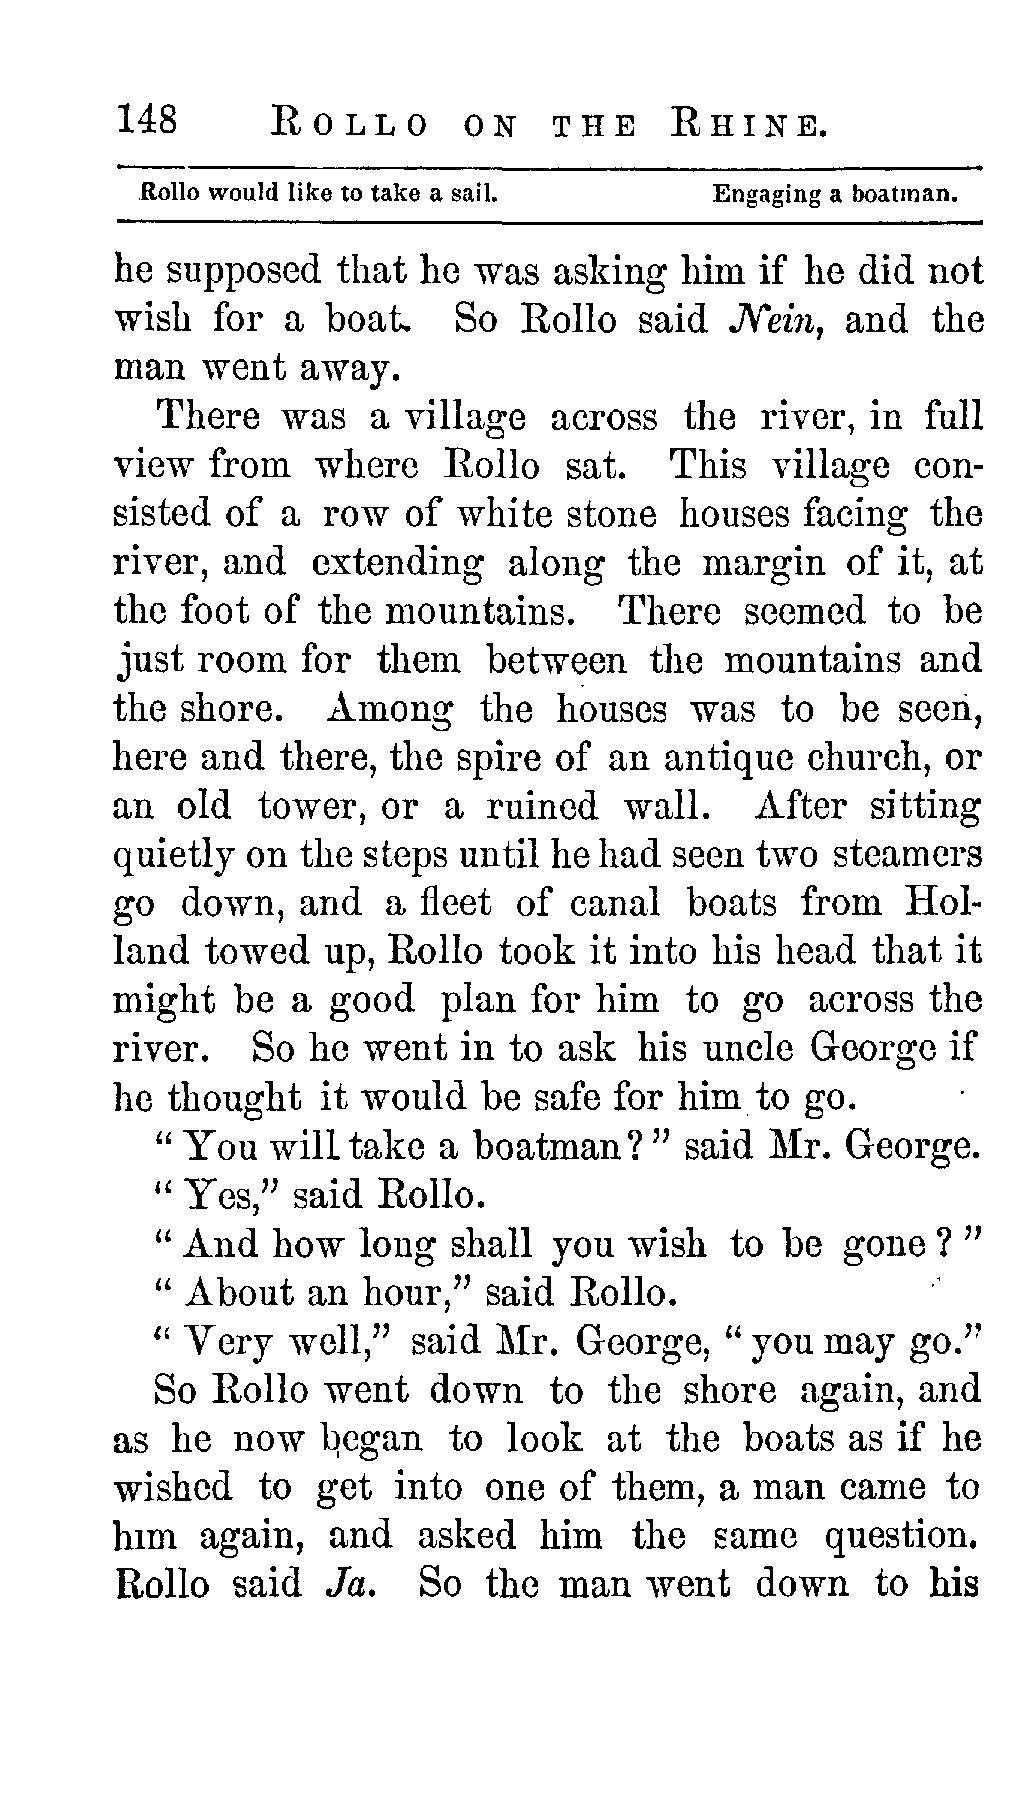 148 ROLLO ON THE RHINE.
Rollo would like to take a sail. Engaging a boatman.
he supposed that he was asking him if he did not
wish for a boat. So Rollo said Nein, and the
man went away.
There was a village across the river, in full
view from where Rollo sat. This village con-
sisted of a row of white stone houses facing the
river, and extending along the margin of it, at
the foot of the mountains. There seemed to be
just room for them between the mountains and
the shore. Among the houses was to be seen,
here and there, the spire of an antique church, or
an old tower, or a ruined wall. After sitting
quietly on the steps until he had seen two steamers
go down, and a fleet of canal boats from Hol-
land towed up, Rollo took it into his head that it
might be a good plan for him to go across the
river. So he went in to ask his uncle George if
he thought it would be safe for him to go.
“You will take a boatman?” said Mr. George.
“Yes,” said Rollo.
“And how long shall you wish to be gone?”
“About an hour,” said Rollo.
“Very well,” said Mr. George, “you may go.”
So Rollo went down to the shore again, and
as he now began to look at the boats as if he
wished to get into one of them, a man came to
him again, and asked him the same question.
Rollo said Ja. So the man went down to his